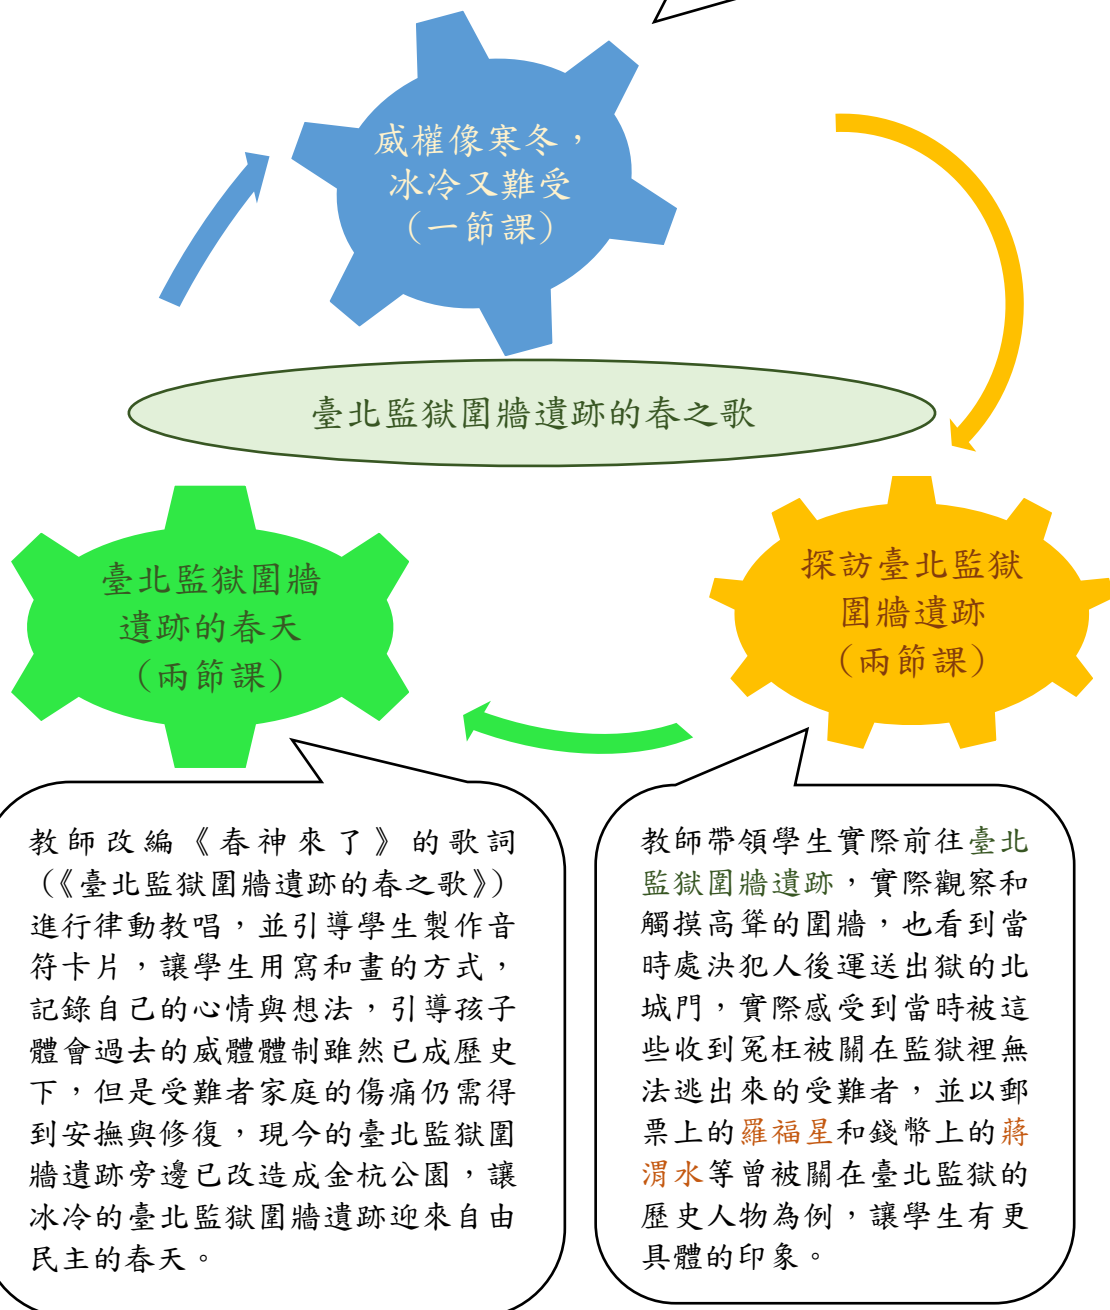 威權像寒冬，
冰冷又難受
（一節課）
臺北監獄圍牆遺跡的春之歌
臺北監獄圍牆
遺跡的春天
（兩節課）
探訪臺北監獄
圍牆遺跡
（兩節課）
教師改編《春神來了》的歌詞
（《臺北監獄圍牆遺跡的春之歌》）
進行律動教唱，並引導學生製作音
符卡片，讓學生用寫和畫的方式，
記錄自己的心情與想法，引導孩子
體會過去的威體體制雖然已成歷史
下，但是受難者家庭的傷痛仍需得
到安撫與修復，現今的臺北監獄圍
牆遺跡旁邊已改造成金杭公園，讓
冰冷的臺北監獄圍牆遺跡迎來自由
民主的春天。
教師帶領學生實際前往臺北
監獄圍牆遺跡，實際觀察和
觸摸高聳的圍牆，也看到當
時處決犯人後運送出獄的北
城門，實際感受到當時被這
些收到冤枉被關在監獄裡無
法逃出來的受難者，並以郵
票上的羅福星和錢幣上的蔣
渭水等曾被關在臺北監獄的
歷史人物為例，讓學生有更
具體的印象。